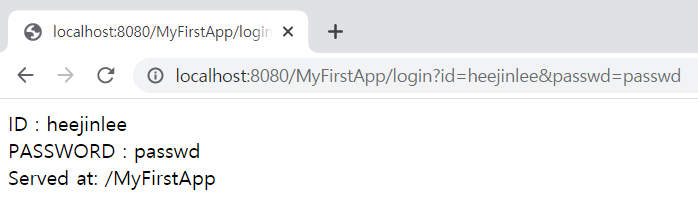 localhost:8080/MyFirstApp/login
localhost:8080/MyFirstApp/login?id=heejinlee&passwd=passwd
ID : heejinlee
PASSWORD : passwd
Served at: /MyFirstApp